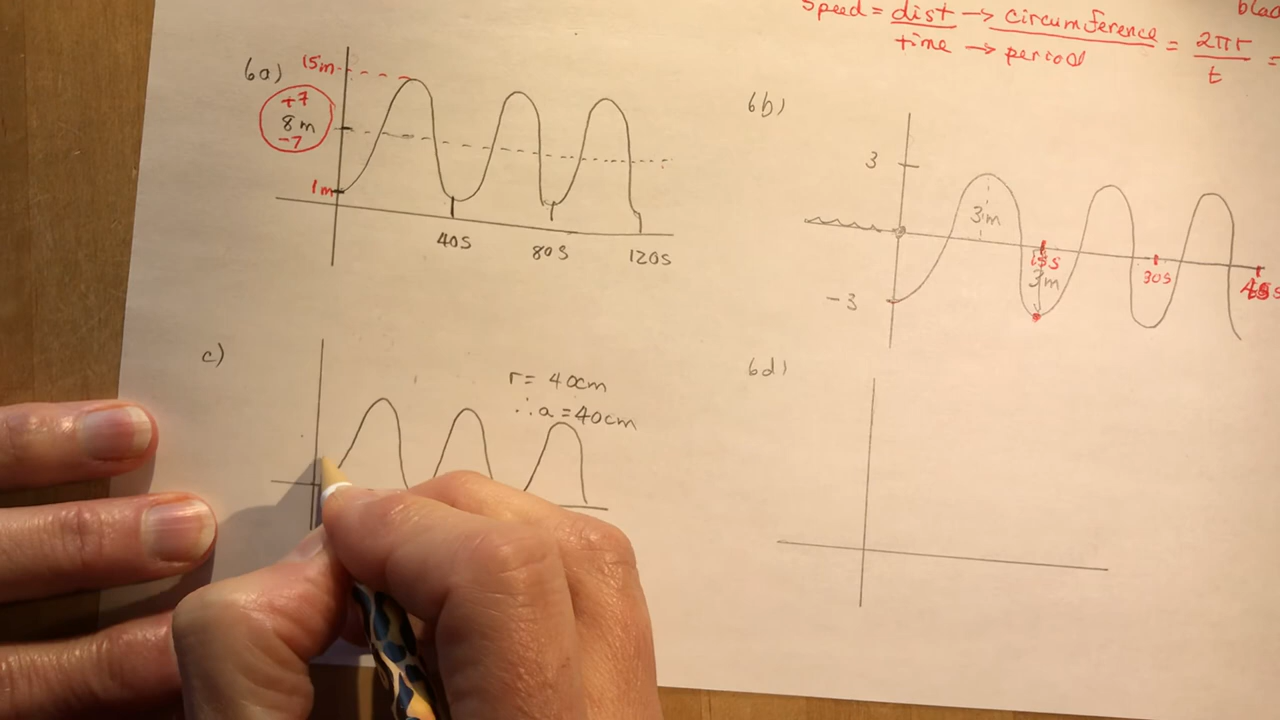 Speed = dist → circumference = 2πr =
time → period t
6a) 15m
+7
8m
-7
1m
40s 80s 120s
6b)
3
3m
15s
3m
30s
-3
c)
r = 40cm
∴ a = 40cm
6d)